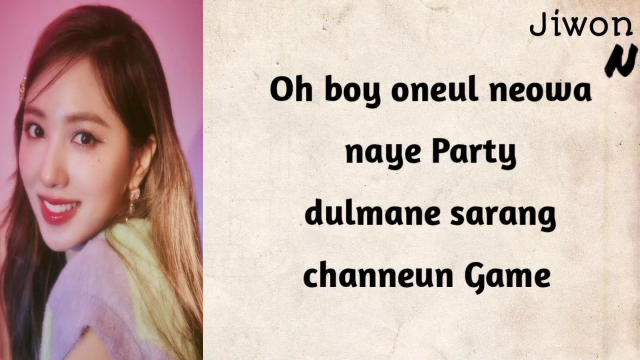 Jiwon
N
Oh boy oneul neowa
naye Party
dulmane sarang
channeun Game